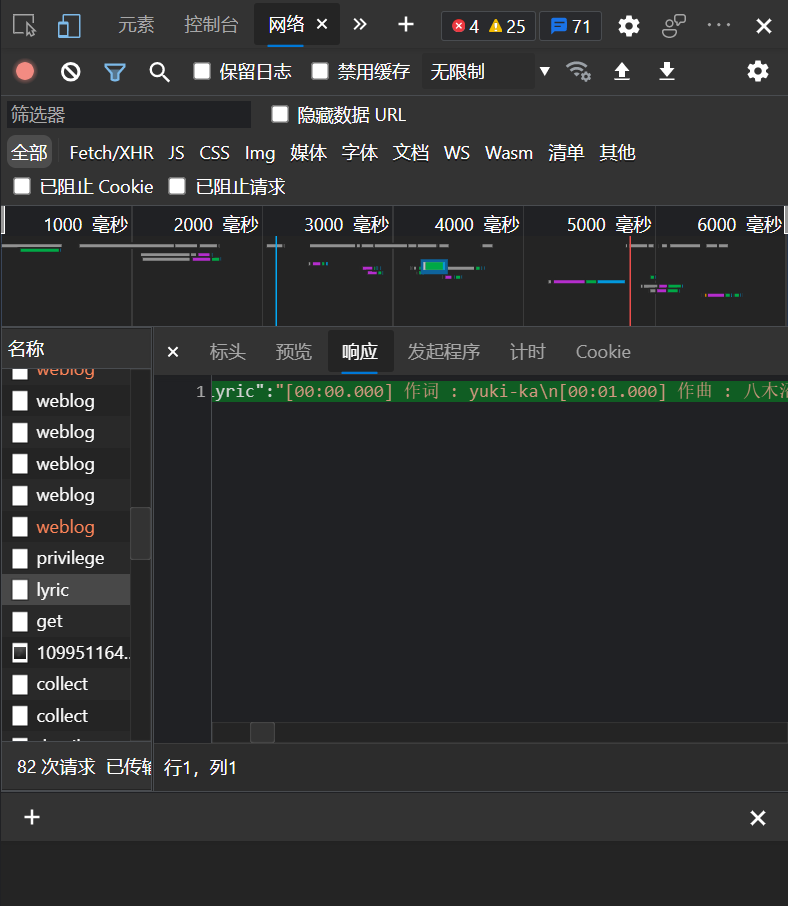 元素 控制台 网络 4 25 71
保留日志 禁用缓存 无限制
筛选器 隐藏数据 URL
全部 Fetch/XHR JS CSS Img 媒体 字体 文档 WS Wasm 清单 其他
已阻止 Cookie 已阻止请求
1000 毫秒 2000 毫秒 3000 毫秒 4000 毫秒 5000 毫秒 6000 毫秒
名称 标头 预览 响应 发起程序 计时 Cookie
weblog
1 lyric":"[00:00.000] 作词 : yuki-ka\n[00:01.000] 作曲 : 八木
weblog
weblog
weblog
weblog
weblog
privilege
lyric
get
109951164..
collect
collect
82 次请求 已传输 行1，列1